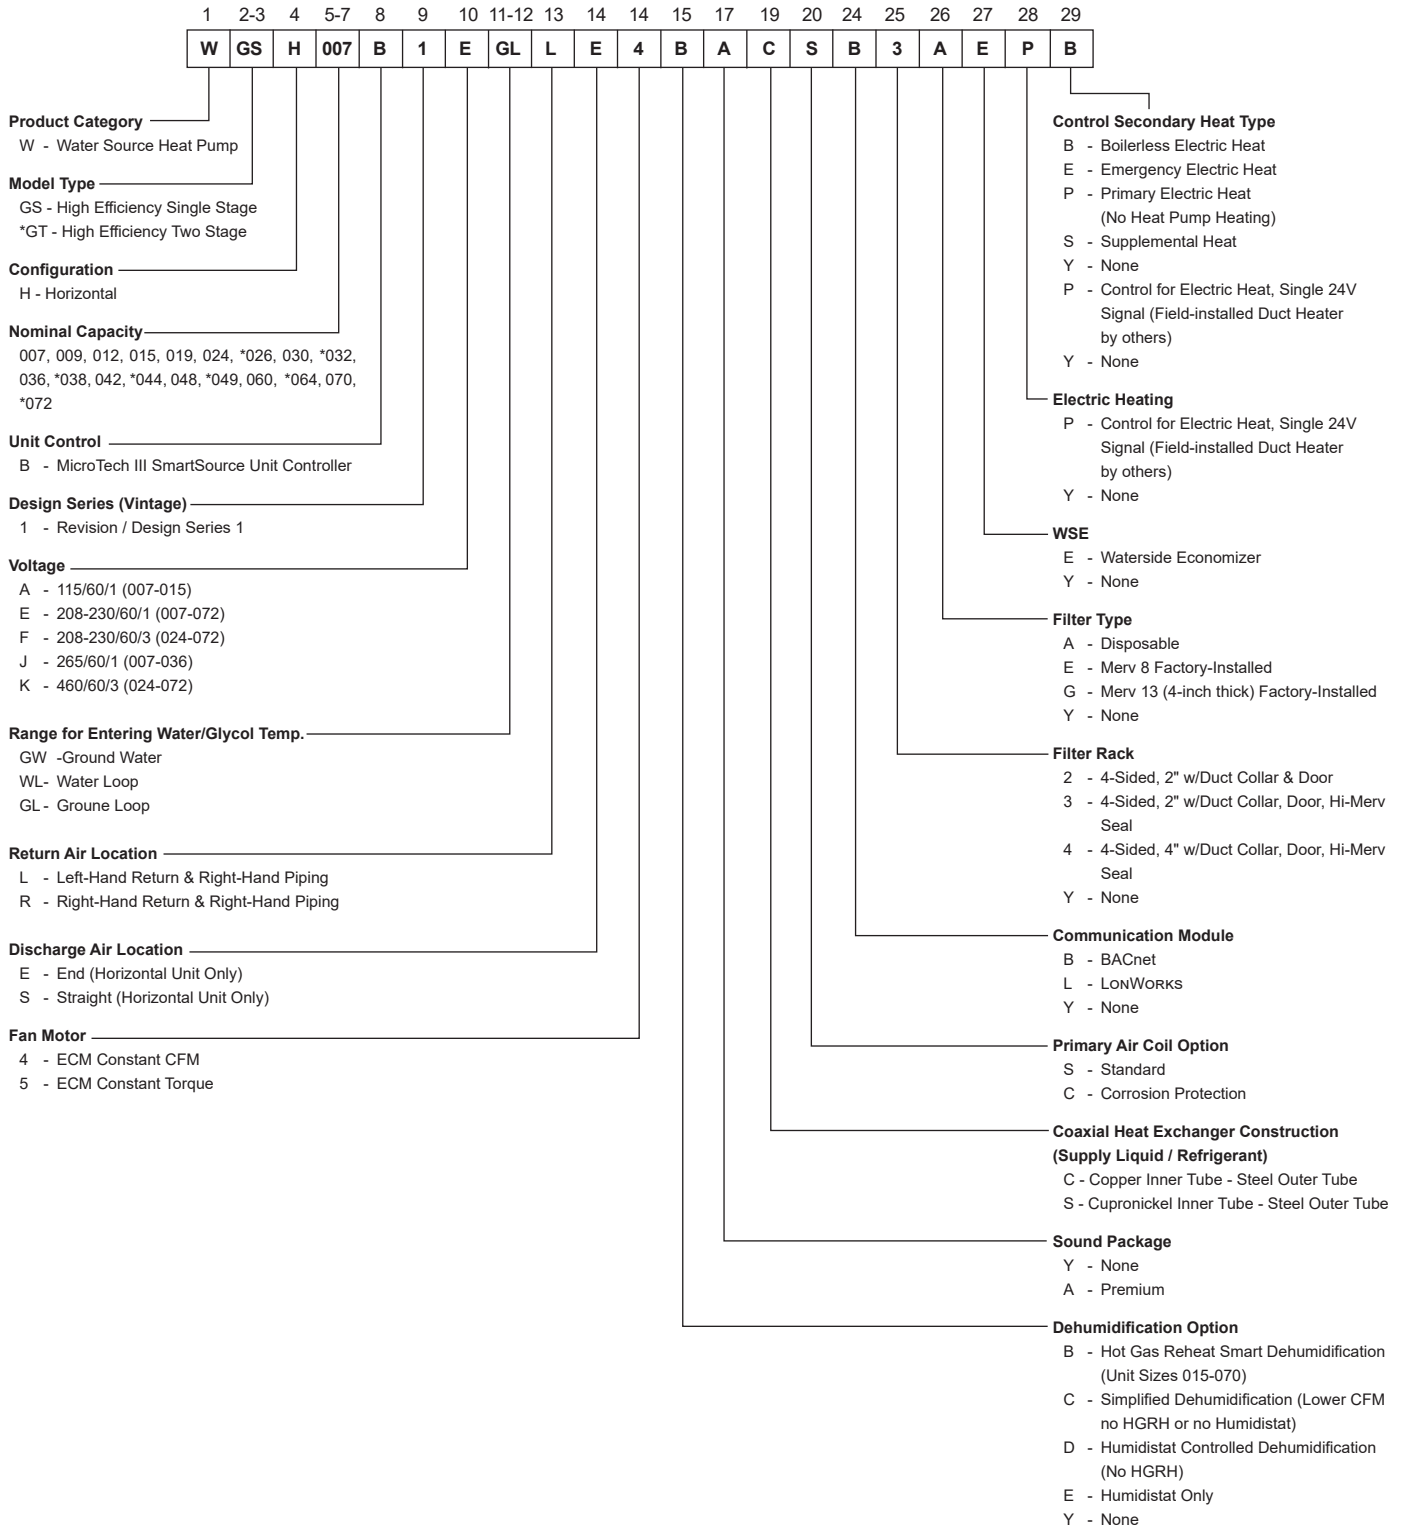 1 2-3 4 5-7 8 9 10 11-12 13 14 14 15 17 19 20 24 25 26 27 28 29
W GS H 007 B 1 E GL L E 4 B A C S B 3 A E P B
Product Category
W - Water Source Heat Pump
Model Type
GS - High Efficiency Single Stage
*GT - High Efficiency Two Stage
Configuration
H - Horizontal
Nominal Capacity
007, 009, 012, 015, 019, 024, *026, 030, *032,
036, *038, 042, *044, 048, *049, 060, *064, 070,
*072
Unit Control
B - MicroTech III SmartSource Unit Controller
Design Series (Vintage)
1 - Revision / Design Series 1
Voltage
A - 115/60/1 (007-015)
E - 208-230/60/1 (007-072)
F - 208-230/60/3 (024-072)
J - 265/60/1 (007-036)
K - 460/60/3 (024-072)
Range for Entering Water/Glycol Temp.
GW -Ground Water
WL- Water Loop
GL - Groune Loop
Return Air Location
L - Left-Hand Return & Right-Hand Piping
R - Right-Hand Return & Right-Hand Piping
Discharge Air Location
E - End (Horizontal Unit Only)
S - Straight (Horizontal Unit Only)
Fan Motor
4 - ECM Constant CFM
5 - ECM Constant Torque
Control Secondary Heat Type
B - Boilerless Electric Heat
E - Emergency Electric Heat
P - Primary Electric Heat
(No Heat Pump Heating)
S - Supplemental Heat
Y - None
P - Control for Electric Heat, Single 24V
Signal (Field-installed Duct Heater
by others)
Y - None
Electric Heating
P - Control for Electric Heat, Single 24V
Signal (Field-installed Duct Heater
by others)
Y - None
WSE
E - Waterside Economizer
Y - None
Filter Type
A - Disposable
E - Merv 8 Factory-Installed
G - Merv 13 (4-inch thick) Factory-Installed
Y - None
Filter Rack
2 - 4-Sided, 2" w/Duct Collar & Door
3 - 4-Sided, 2" w/Duct Collar, Door, Hi-Merv
Seal
4 - 4-Sided, 4" w/Duct Collar, Door, Hi-Merv
Seal
Y - None
Communication Module
B - BACnet
L - LonWorks
Y - None
Primary Air Coil Option
S - Standard
C - Corrosion Protection
Coaxial Heat Exchanger Construction
(Supply Liquid / Refrigerant)
C - Copper Inner Tube - Steel Outer Tube
S - Cupronickel Inner Tube - Steel Outer Tube
Sound Package
Y - None
A - Premium
Dehumidification Option
B - Hot Gas Reheat Smart Dehumidification
(Unit Sizes 015-070)
C - Simplified Dehumidification (Lower CFM
no HGRH or no Humidistat)
D - Humidistat Controlled Dehumidification
(No HGRH)
E - Humidistat Only
Y - None